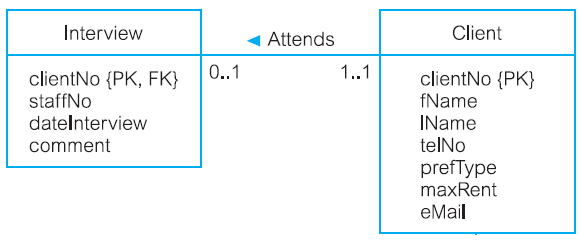 Interview
clientNo {PK, FK}
staffNo
dateInterview
comment
◄ Attends
0..1 1..1
Client
clientNo {PK}
fName
lName
telNo
prefType
maxRent
eMail